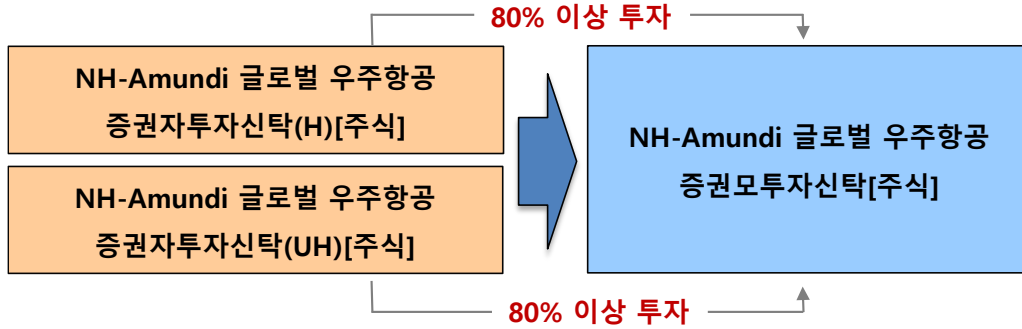 80% 이상 투자
NH-Amundi 글로벌 우주항공
증권자투자신탁(H)[주식]
NH-Amundi 글로벌 우주항공
증권자투자신탁(UH)[주식]
NH-Amundi 글로벌 우주항공
증권모투자신탁[주식]
80% 이상 투자